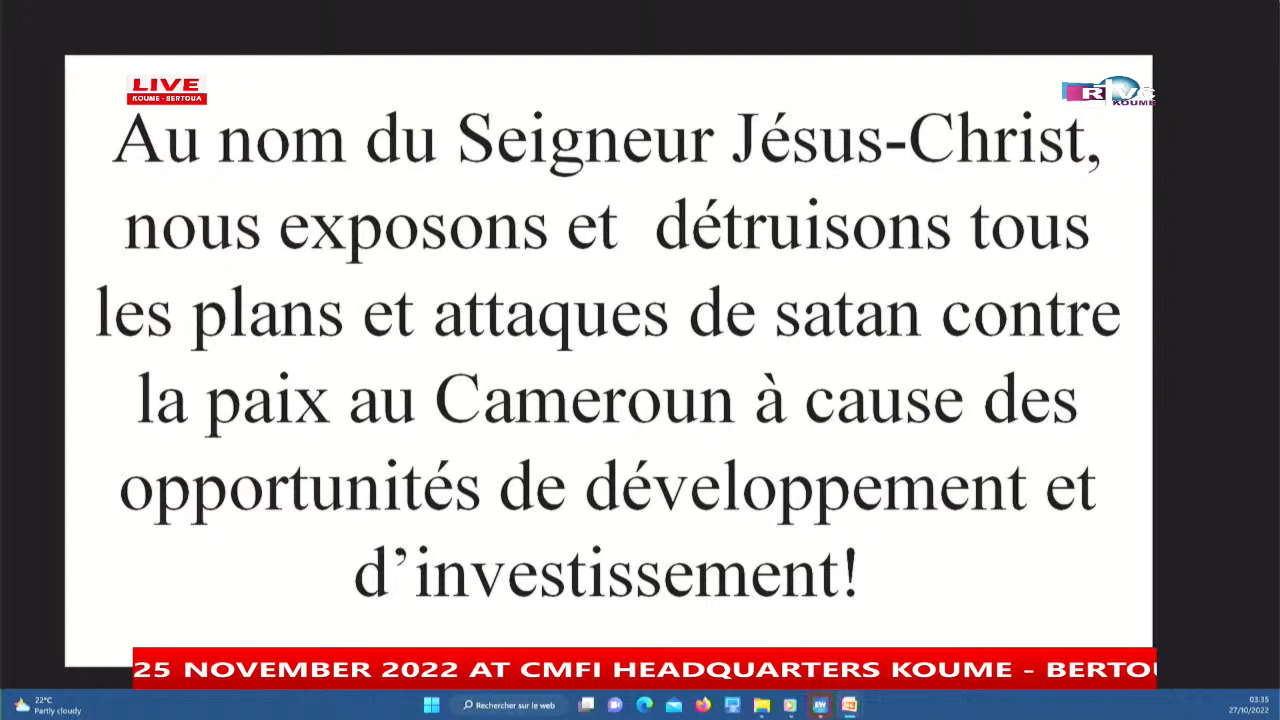 LIVE
KOUME - BERTOUA
KOUME
Au nom du Seigneur Jésus-Christ,
nous exposons et détruisons tous
les plans et attaques de satan contre
la paix au Cameroun à cause des
opportunités de développement et
d’investissement!
25 NOVEMBER 2022 AT CMFI HEADQUARTERS KOUME - BERTOU
22°C
Partly cloudy
Rechercher sur le web
03:35
27/10/2022